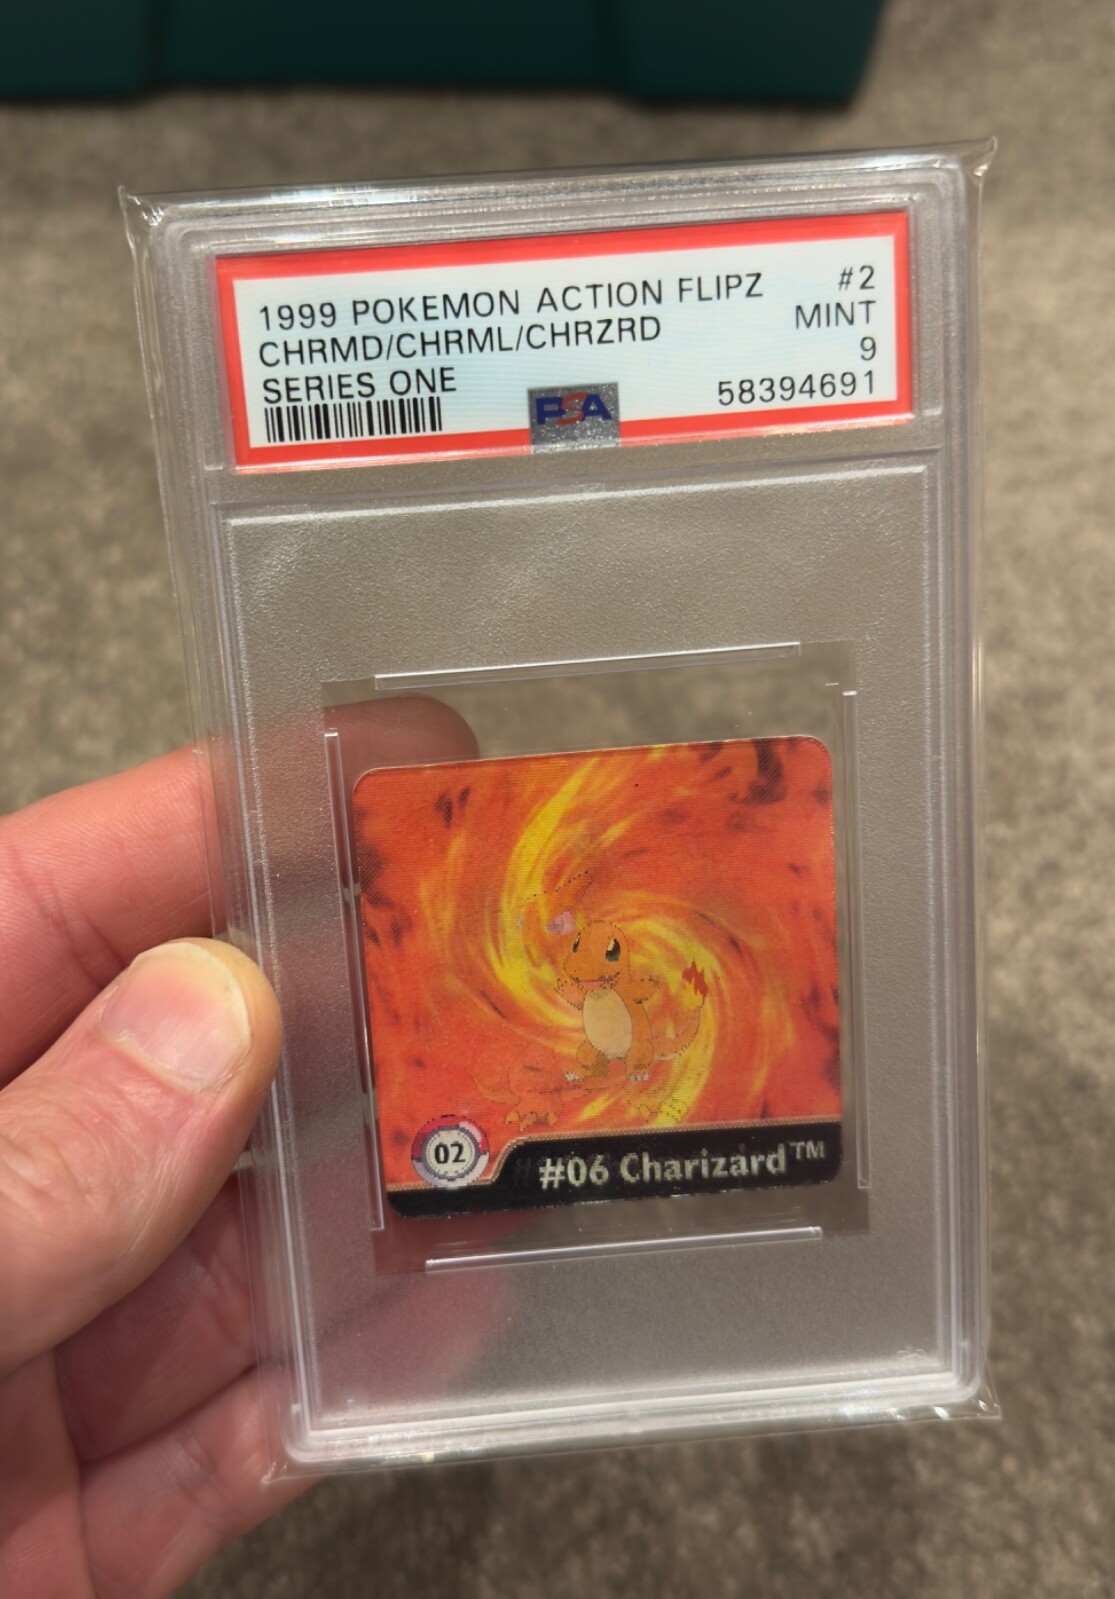 1999 POKEMON ACTION FLIPZ #2
CHRMD/CHRML/CHRZRD MINT
SERIES ONE 9
PSA 58394691
02
#06 Charizard™